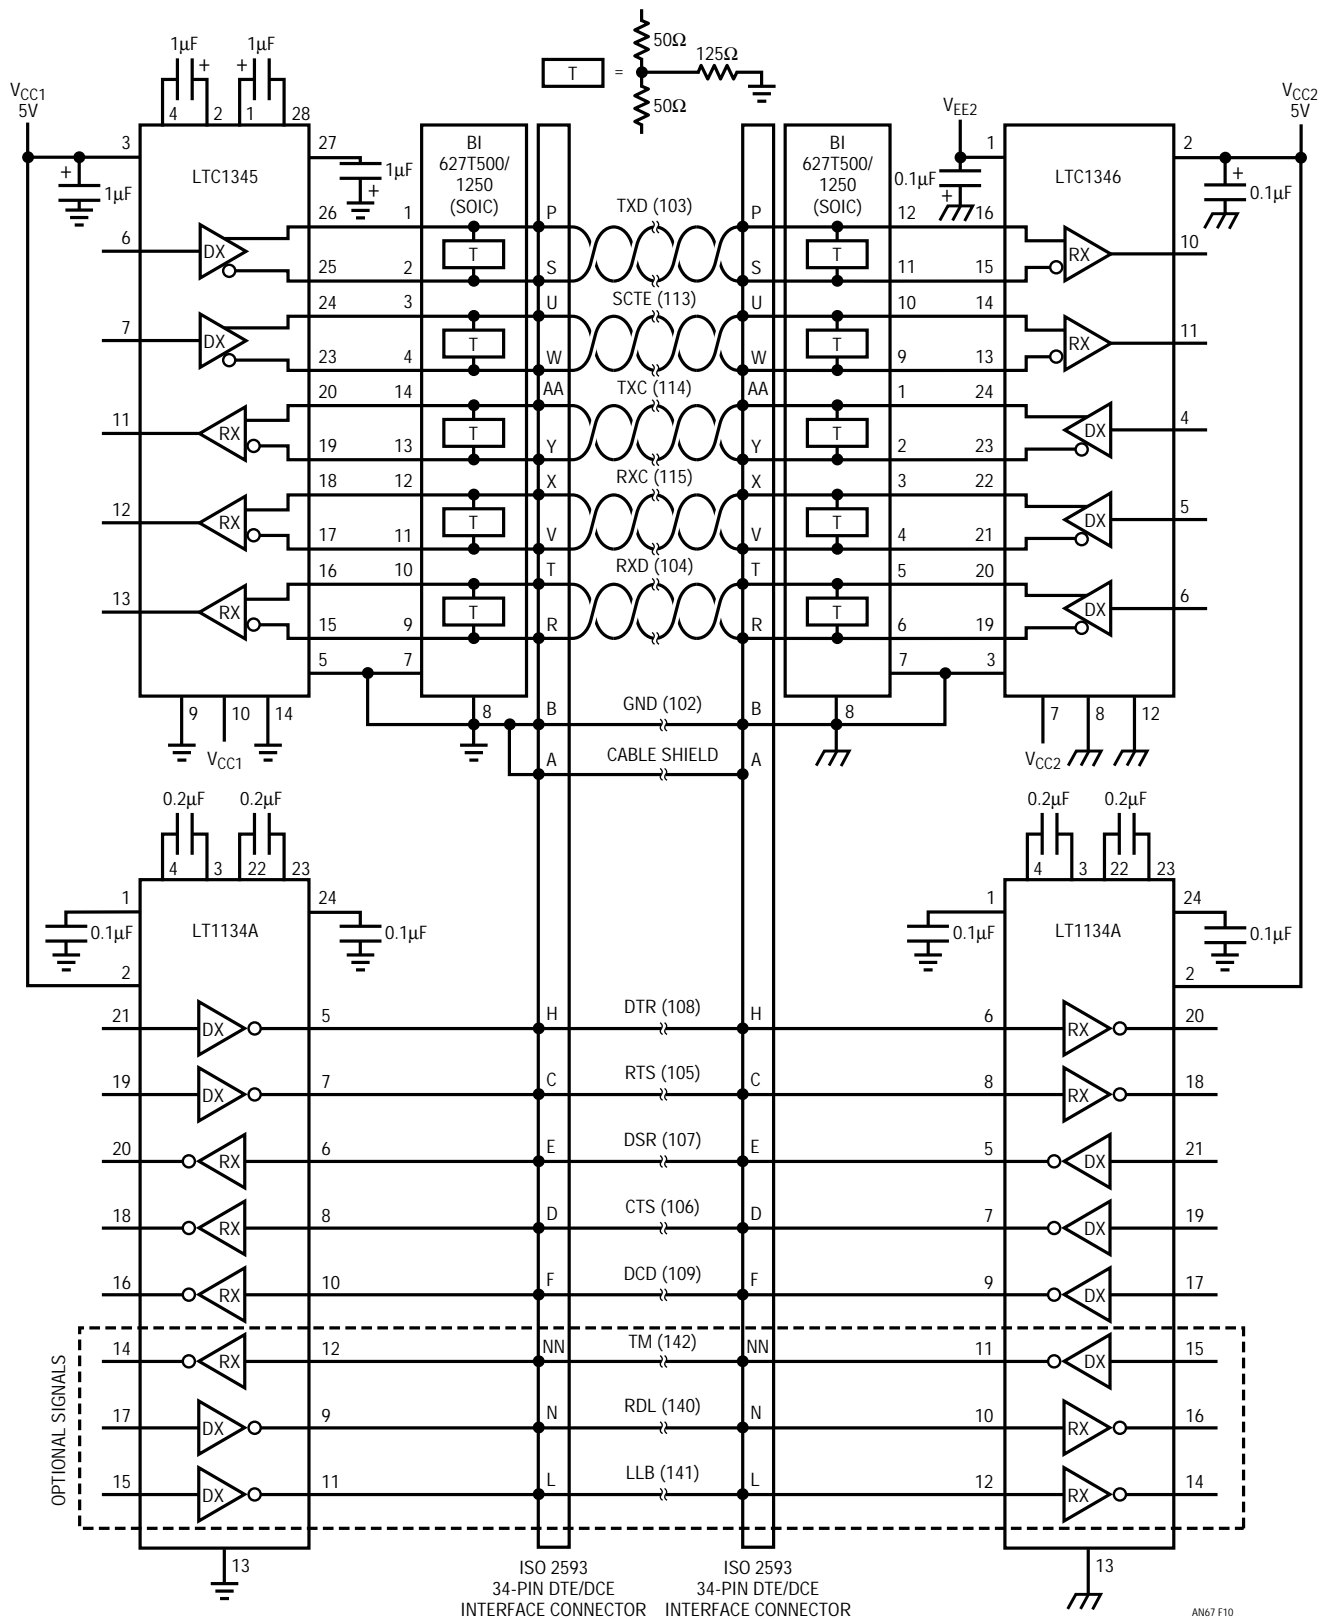 50Ω
125Ω
T =
50Ω
1µF 1µF
+ +
4 2 1 28
VCC1
5V
3 27
LTC1345
+
1µF
1µF
+
BI
627T500/
1250
(SOIC)
BI
627T500/
1250
(SOIC)
VEE2
1 2
0.1µF
+
LTC1346
VCC2
5V
+
0.1µF
26 1 P TXD (103) P 12 16
6 DX T T RX 10
25 2 S S 11 15
24 3 U SCTE (113) U 10 14
7 DX T T RX 11
23 4 W W 9 13
20 14 AA TXC (114) AA 1 24
11 RX T T DX 4
19 13 Y Y 2 23
18 12 X RXC (115) X 3 22
12 RX T T DX 5
17 11 V V 4 21
16 10 T RXD (104) T 5 20
13 RX T T DX 6
15 9 R R 6 19
5 7 7 3
9 10 14 8 B GND (102) B 8 7 8 12
VCC1 A CABLE SHIELD A VCC2
0.2µF 0.2µF 0.2µF 0.2µF
4 3 22 23 4 3 22 23
1 24 1 24
LT1134A LT1134A
0.1µF 0.1µF 0.1µF 0.1µF
2 2
21 DX 5 H DTR (108) H 6 RX 20
19 DX 7 C RTS (105) C 8 RX 18
20 RX 6 E DSR (107) E 5 DX 21
18 RX 8 D CTS (106) D 7 DX 19
16 RX 10 F DCD (109) F 9 DX 17
OPTIONAL SIGNALS
14 RX 12 NN TM (142) NN 11 DX 15
17 DX 9 N RDL (140) N 10 RX 16
15 DX 11 L LLB (141) L 12 RX 14
13 13
ISO 2593
34-PIN DTE/DCE
INTERFACE CONNECTOR
ISO 2593
34-PIN DTE/DCE
INTERFACE CONNECTOR
AN67 F10